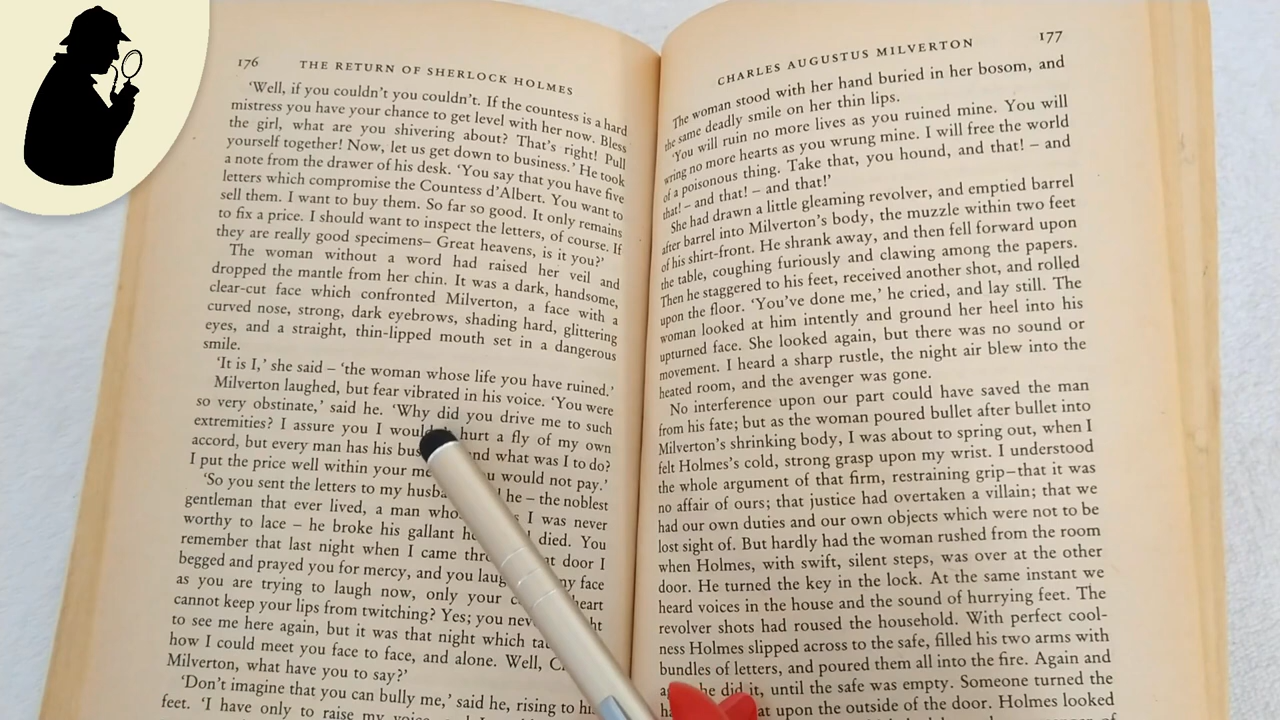 176 THE RETURN OF SHERLOCK HOLMES
‘Well, if you couldn’t you couldn’t. If the countess is a hard
mistress you have your chance to get level with her now. Bless
the girl, what are you shivering about? That’s right! Pull
yourself together! Now, let us get down to business.’ He took
a note from the drawer of his desk. ‘You say that you have five
letters which compromise the Countess d’Albert. You want to
sell them. I want to buy them. So far so good. It only remains
to fix a price. I should want to inspect the letters, of course. If
they are really good specimens– Great heavens, is it you?’
The woman without a word had raised her veil and
dropped the mantle from her chin. It was a dark, handsome,
clear-cut face which confronted Milverton, a face with a
curved nose, strong, dark eyebrows, shading hard, glittering
eyes, and a straight, thin-lipped mouth set in a dangerous
smile.
‘It is I,’ she said – ‘the woman whose life you have ruined.’
Milverton laughed, but fear vibrated in his voice. ‘You were
so very obstinate,’ said he. ‘Why did you drive me to such
extremities? I assure you I hurt a fly of my own
accord, but every man has his and what was I to do?
I put the price well within your you would not pay.’
‘So you sent the letters to my he – the noblest
gentleman that ever lived, a man I was never
worthy to lace – he broke his gallant died. You
remember that last night when I came door I
begged and prayed you for mercy, and you face
as you are trying to laugh now, only your heart
cannot keep your lips from twitching? Yes; you
to see me here again, but it was that night which
how I could meet you face to face, and alone. Well,
Milverton, what have you to say?’
‘Don’t imagine that you can bully me,’ said he, rising to his
feet. ‘I have only to raise my
CHARLES AUGUSTUS MILVERTON 177
The woman stood with her hand buried in her bosom, and
the same deadly smile on her thin lips.
‘You will ruin no more lives as you ruined mine. You will
wring no more hearts as you wrung mine. I will free the world
of a poisonous thing. Take that, you hound, and that! – and
that! – and that! – and that!’
She had drawn a little gleaming revolver, and emptied barrel
after barrel into Milverton’s body, the muzzle within two feet
of his shirt-front. He shrank away, and then fell forward upon
the table, coughing furiously and clawing among the papers.
Then he staggered to his feet, received another shot, and rolled
upon the floor. ‘You’ve done me,’ he cried, and lay still. The
woman looked at him intently and ground her heel into his
upturned face. She looked again, but there was no sound or
movement. I heard a sharp rustle, the night air blew into the
heated room, and the avenger was gone.
No interference upon our part could have saved the man
from his fate; but as the woman poured bullet after bullet into
Milverton’s shrinking body, I was about to spring out, when I
felt Holmes’s cold, strong grasp upon my wrist. I understood
the whole argument of that firm, restraining grip–that it was
no affair of ours; that justice had overtaken a villain; that we
had our own duties and our own objects which were not to be
lost sight of. But hardly had the woman rushed from the room
when Holmes, with swift, silent steps, was over at the other
door. He turned the key in the lock. At the same instant we
heard voices in the house and the sound of hurrying feet. The
revolver shots had roused the household. With perfect cool-
ness Holmes slipped across to the safe, filled his two arms with
bundles of letters, and poured them all into the fire. Again and
he did it, until the safe was empty. Someone turned the
at upon the outside of the door. Holmes looked